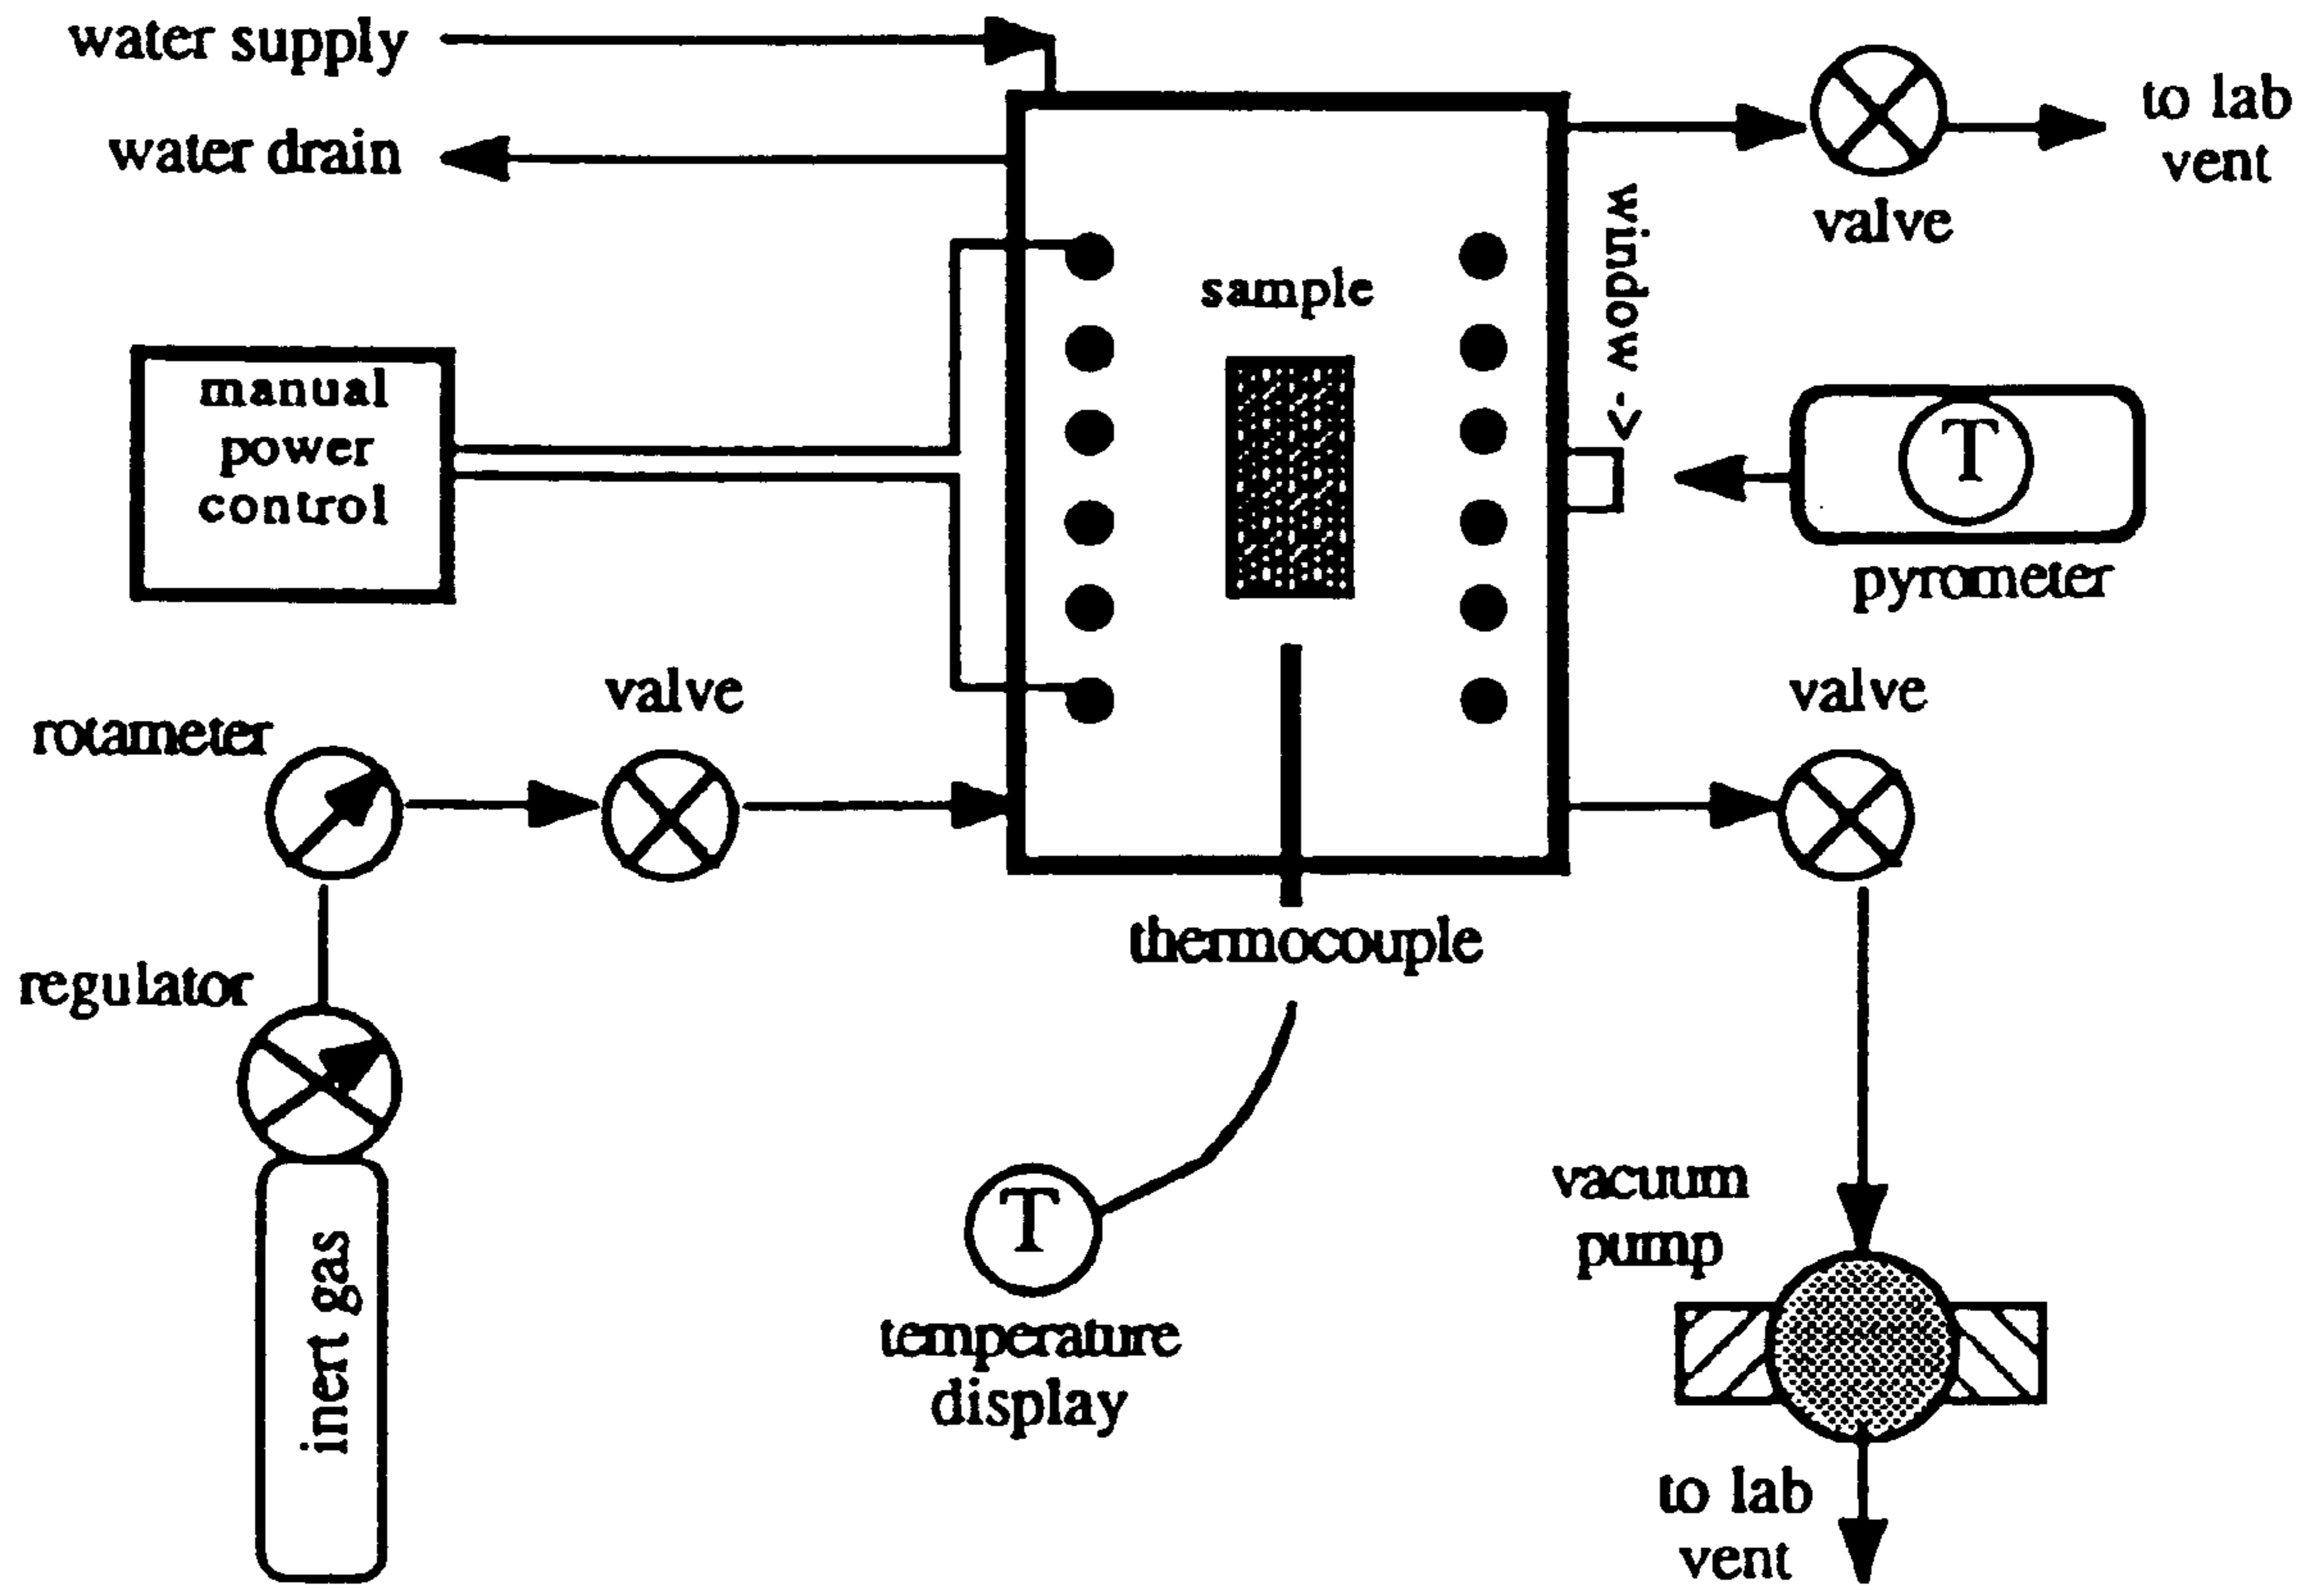 water supply
water drain
to lab
vent
valve
window ->
sample
manual
power
control
T
pyrometer
rotameter
valve
valve
thermocouple
regulator
inert gas
T
temperature
display
vacuum
pump
to lab
vent